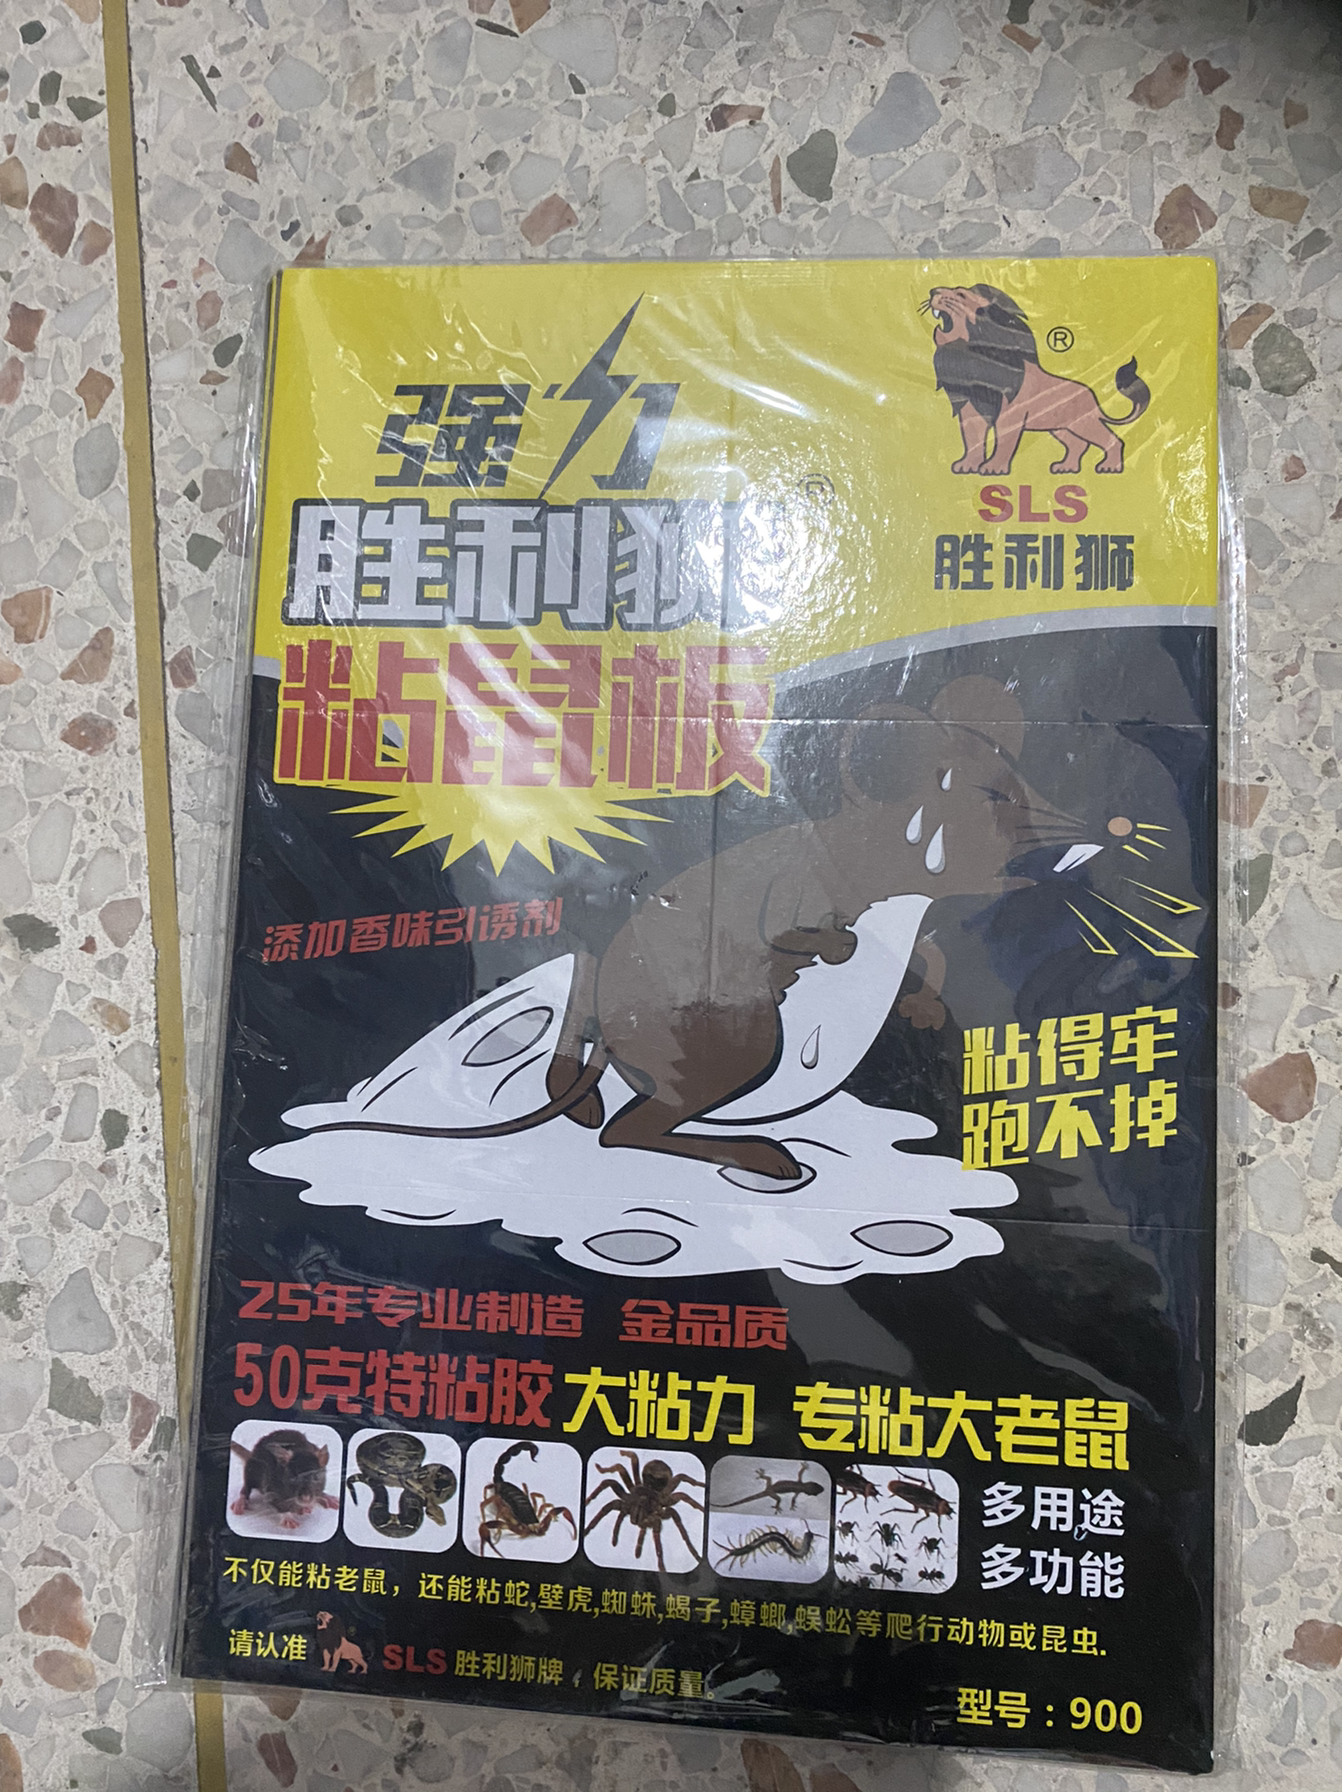 强力
胜利狮®
粘鼠板
®
SLS
胜利狮
添加香味引诱剂
粘得牢
跑不掉
25年专业制造 金品质
50克特粘胶 大粘力 专粘大老鼠
多用途
多功能
不仅能粘老鼠，还能粘蛇,壁虎,蜘蛛,蝎子,蟑螂,蜈蚣等爬行动物或昆虫.
请认准 SLS 胜利狮牌，保证质量。
型号：900